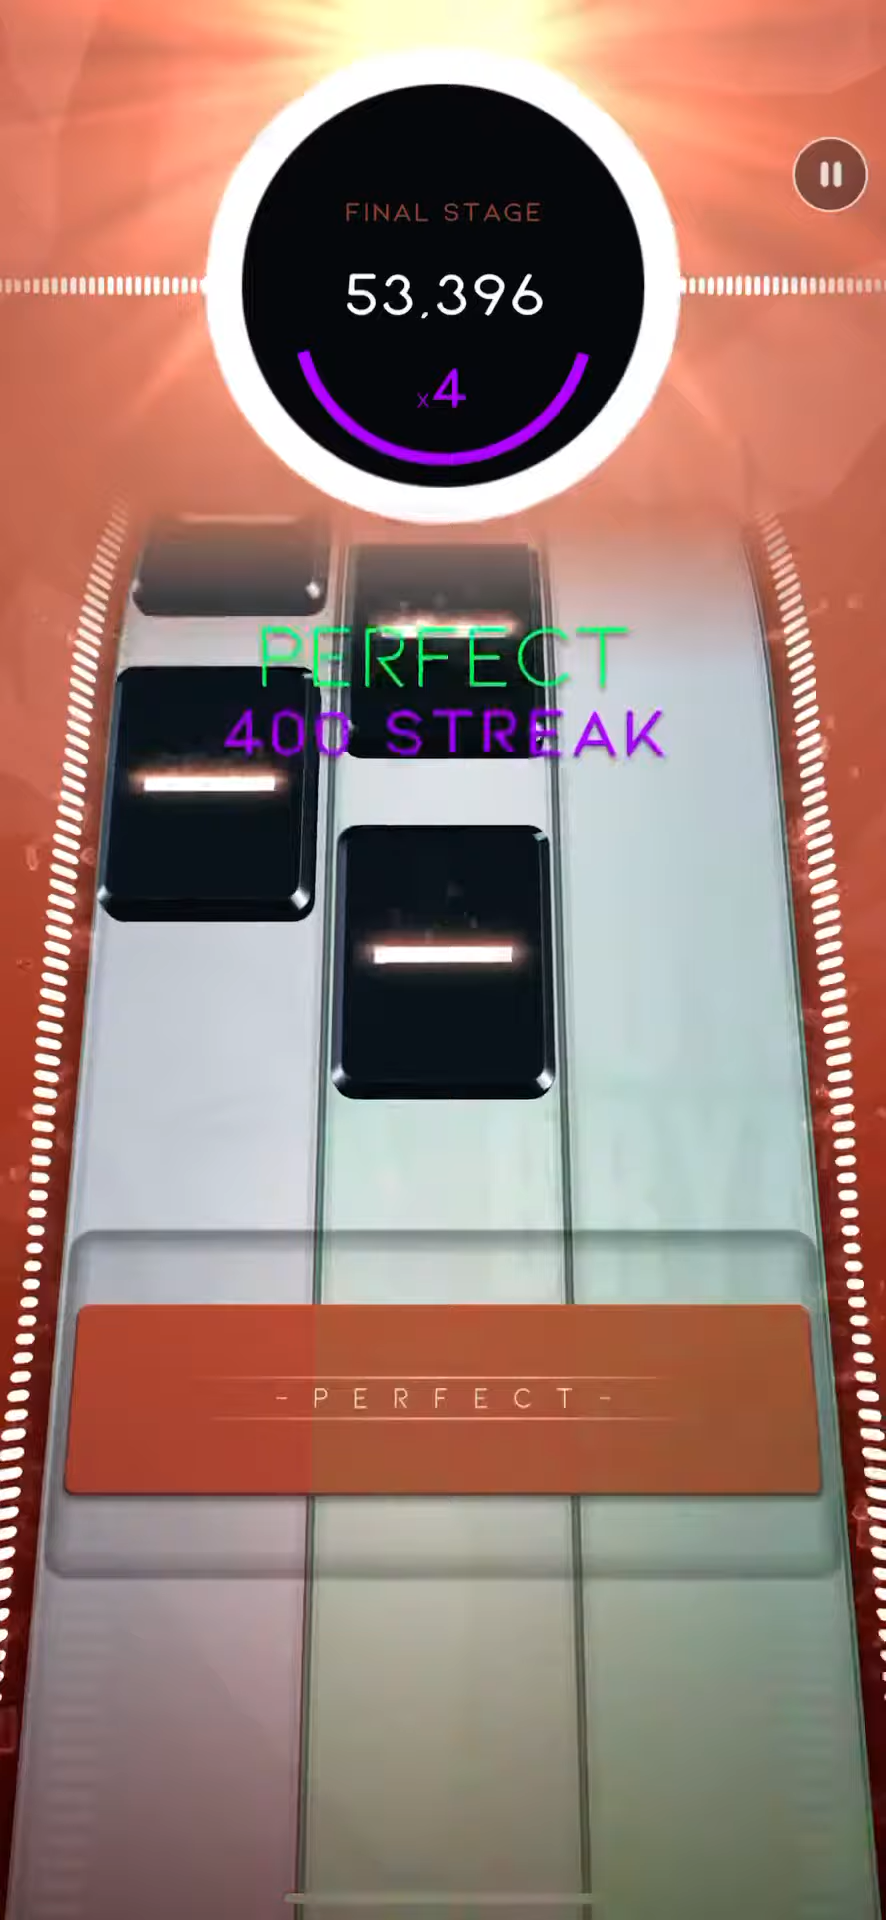 FINAL STAGE
53,396
x4
PERFECT
400 STREAK
- PERFECT -